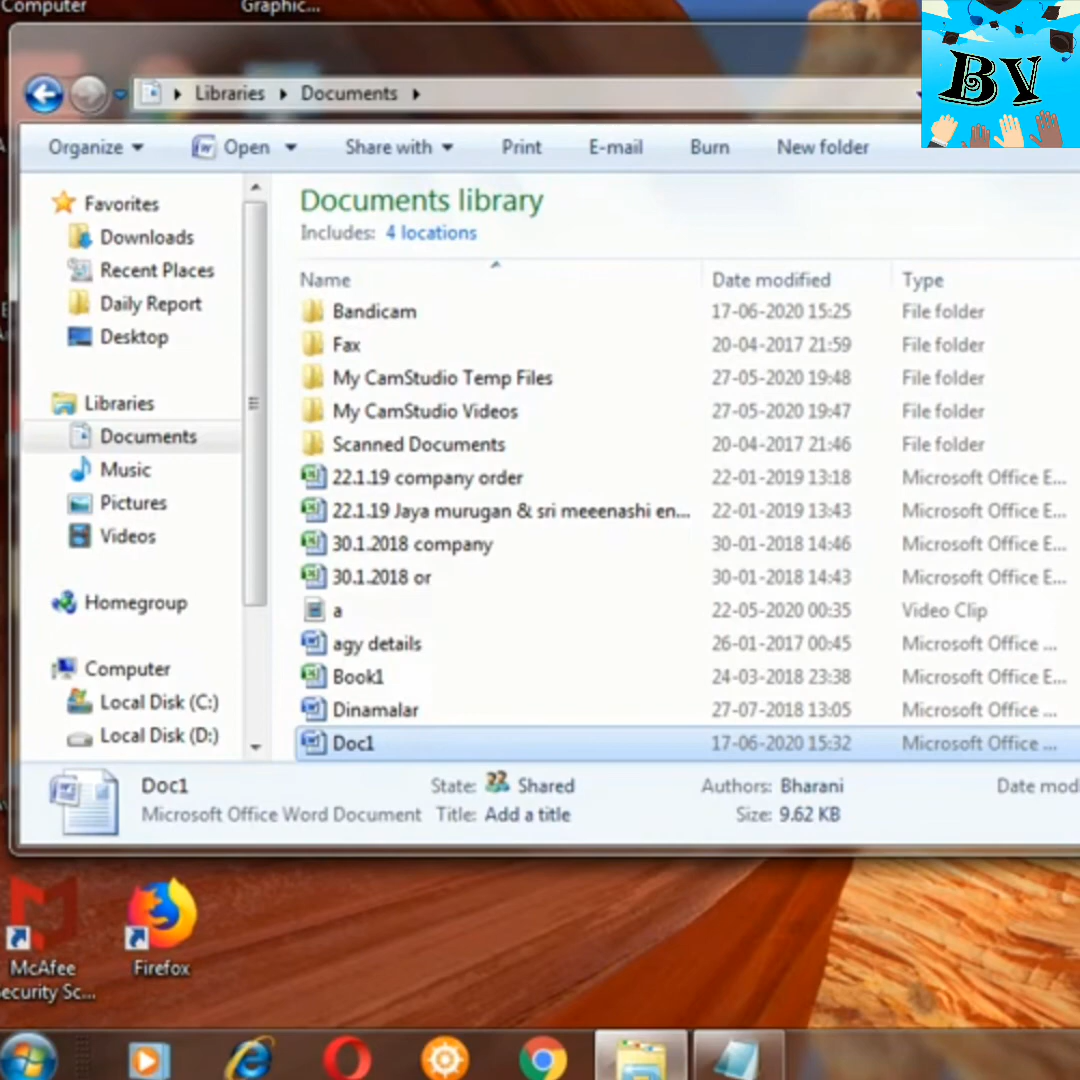 Computer
Graphic...
BV
Libraries Documents
Organize Open Share with Print E-mail Burn New folder
Favorites
Downloads
Recent Places
Daily Report
Desktop
Libraries
Documents
Music
Pictures
Videos
Homegroup
Computer
Local Disk (C:)
Local Disk (D:)
Documents library
Includes: 4 locations
Name Date modified Type
Bandicam 17-06-2020 15:25 File folder
Fax 20-04-2017 21:59 File folder
My CamStudio Temp Files 27-05-2020 19:48 File folder
My CamStudio Videos 27-05-2020 19:47 File folder
Scanned Documents 20-04-2017 21:46 File folder
22.1.19 company order 22-01-2019 13:18 Microsoft Office E...
22.1.19 Jaya murugan & sri meeenashi en... 22-01-2019 13:43 Microsoft Office E...
30.1.2018 company 30-01-2018 14:46 Microsoft Office E...
30.1.2018 or 30-01-2018 14:43 Microsoft Office E...
a 22-05-2020 00:35 Video Clip
agy details 26-01-2017 00:45 Microsoft Office ...
Book1 24-03-2018 23:38 Microsoft Office E...
Dinamalar 27-07-2018 13:05 Microsoft Office ...
Doc1 17-06-2020 15:32 Microsoft Office ...
Doc1 State: Shared Authors: Bharani Date mod
Microsoft Office Word Document Title: Add a title Size: 9.62 KB
McAfee
ecurity Sc...
Firefox